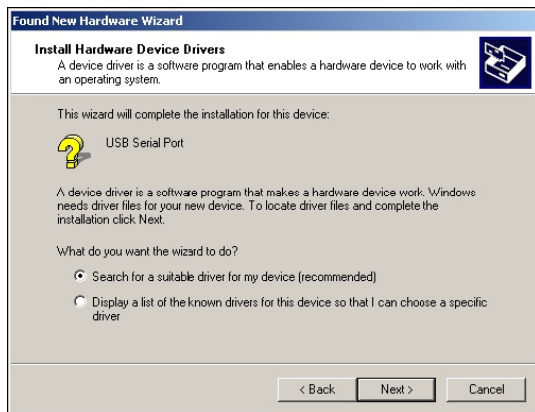 Found New Hardware Wizard
Install Hardware Device Drivers
A device driver is a software program that enables a hardware device to work with
an operating system.
This wizard will complete the installation for this device:
USB Serial Port
A device driver is a software program that makes a hardware device work. Windows
needs driver files for your new device. To locate driver files and complete the
installation click Next.
What do you want the wizard to do?
Search for a suitable driver for my device (recommended)
Display a list of the known drivers for this device so that I can choose a specific
driver
< Back
Next >
Cancel